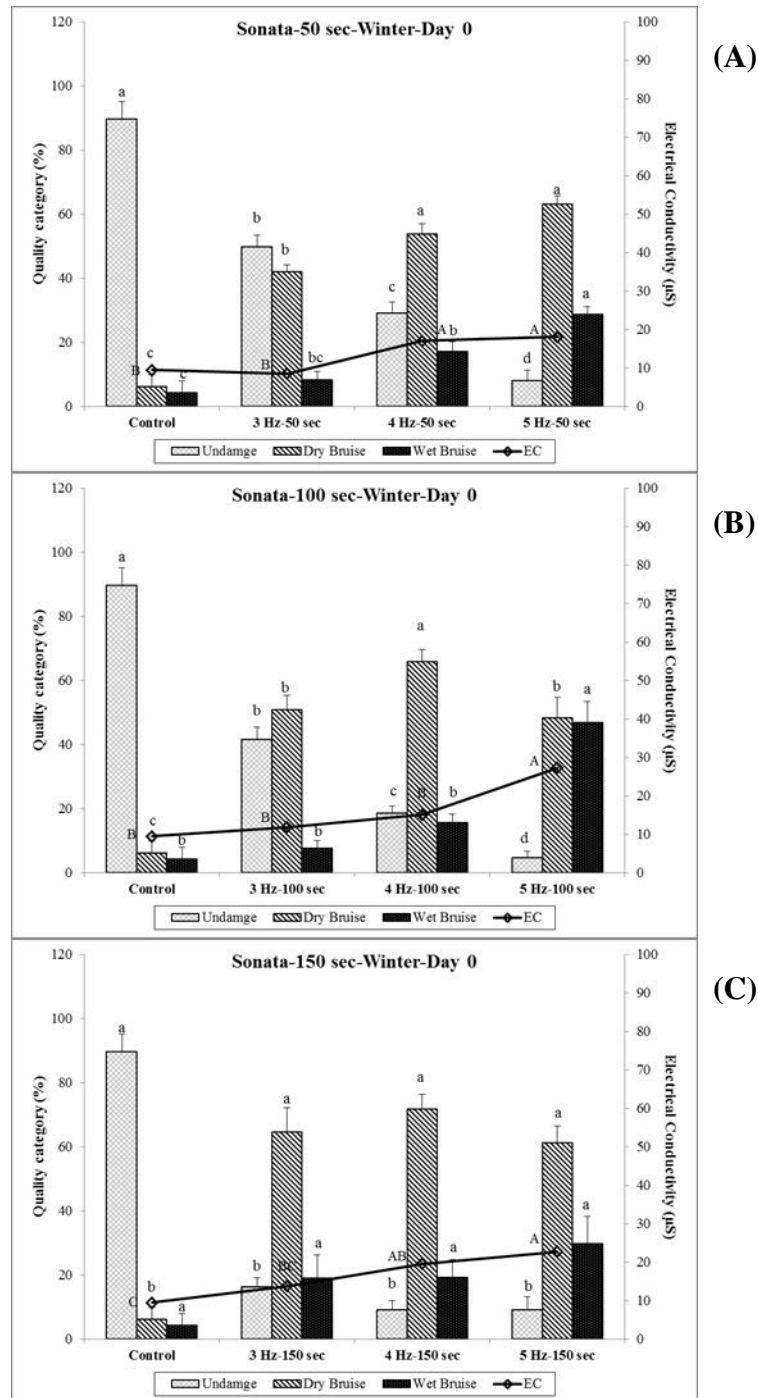 Sonata-50 sec-Winter-Day 0
(A)
120 100 80 60 40 20 0
Quality category (%)
100 90 80 70 60 50 40 30 20 10 0
Electrical Conductivity (µS)
a
B c c
b b B bc
c a A b
d a A a
Control 3 Hz-50 sec 4 Hz-50 sec 5 Hz-50 sec
Undamge Dry Bruise Wet Bruise EC
Sonata-100 sec-Winter-Day 0
(B)
120 100 80 60 40 20 0
Quality category (%)
100 90 80 70 60 50 40 30 20 10 0
Electrical Conductivity (µS)
a
B c b
b b B b
c a B b
d b A a
Control 3 Hz-100 sec 4 Hz-100 sec 5 Hz-100 sec
Undamge Dry Bruise Wet Bruise EC
Sonata-150 sec-Winter-Day 0
(C)
120 100 80 60 40 20 0
Quality category (%)
100 90 80 70 60 50 40 30 20 10 0
Electrical Conductivity (µS)
a
C b a
b a BC a
b a AB a
b a A a
Control 3 Hz-150 sec 4 Hz-150 sec 5 Hz-150 sec
Undamge Dry Bruise Wet Bruise EC